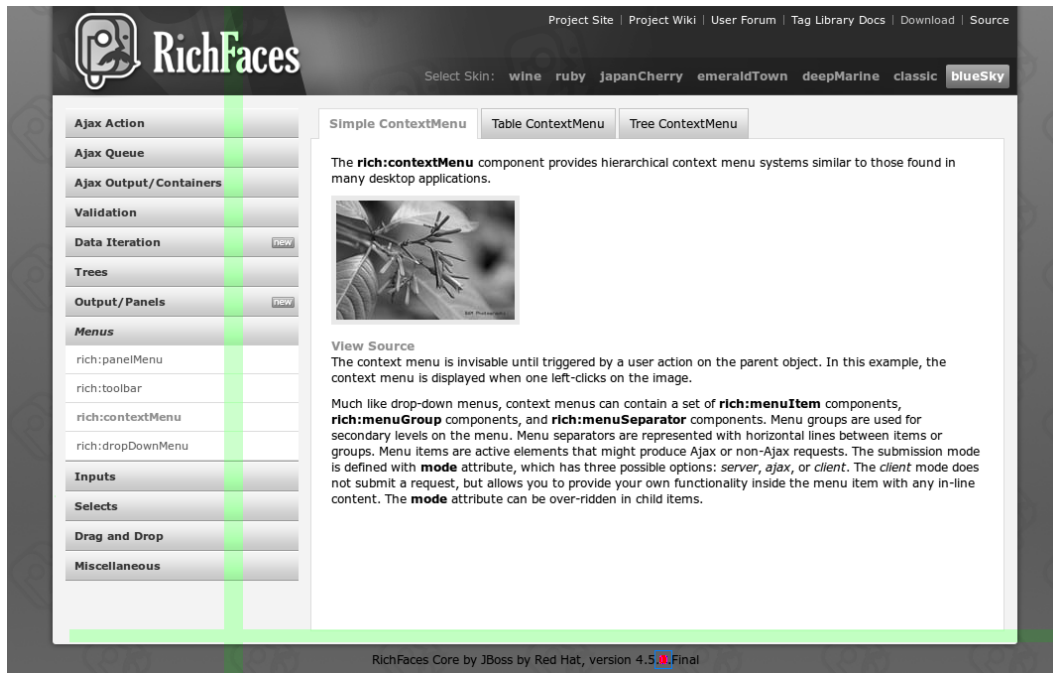 RichFaces
Project Site | Project Wiki | User Forum | Tag Library Docs | Download | Source
Select Skin: wine ruby japanCherry emeraldTown deepMarine classic blueSky
Ajax Action
Ajax Queue
Ajax Output/Containers
Validation
Data Iteration new
Trees
Output/Panels new
Menus
rich:panelMenu
rich:toolbar
rich:contextMenu
rich:dropDownMenu
Inputs
Selects
Drag and Drop
Miscellaneous
Simple ContextMenu
Table ContextMenu
Tree ContextMenu
The rich:contextMenu component provides hierarchical context menu systems similar to those found in
many desktop applications.
View Source
The context menu is invisable until triggered by a user action on the parent object. In this example, the
context menu is displayed when one left-clicks on the image.
Much like drop-down menus, context menus can contain a set of rich:menuItem components,
rich:menuGroup components, and rich:menuSeparator components. Menu groups are used for
secondary levels on the menu. Menu separators are represented with horizontal lines between items or
groups. Menu items are active elements that might produce Ajax or non-Ajax requests. The submission mode
is defined with mode attribute, which has three possible options: server, ajax, or client. The client mode does
not submit a request, but allows you to provide your own functionality inside the menu item with any in-line
content. The mode attribute can be over-ridden in child items.
RichFaces Core by JBoss by Red Hat, version